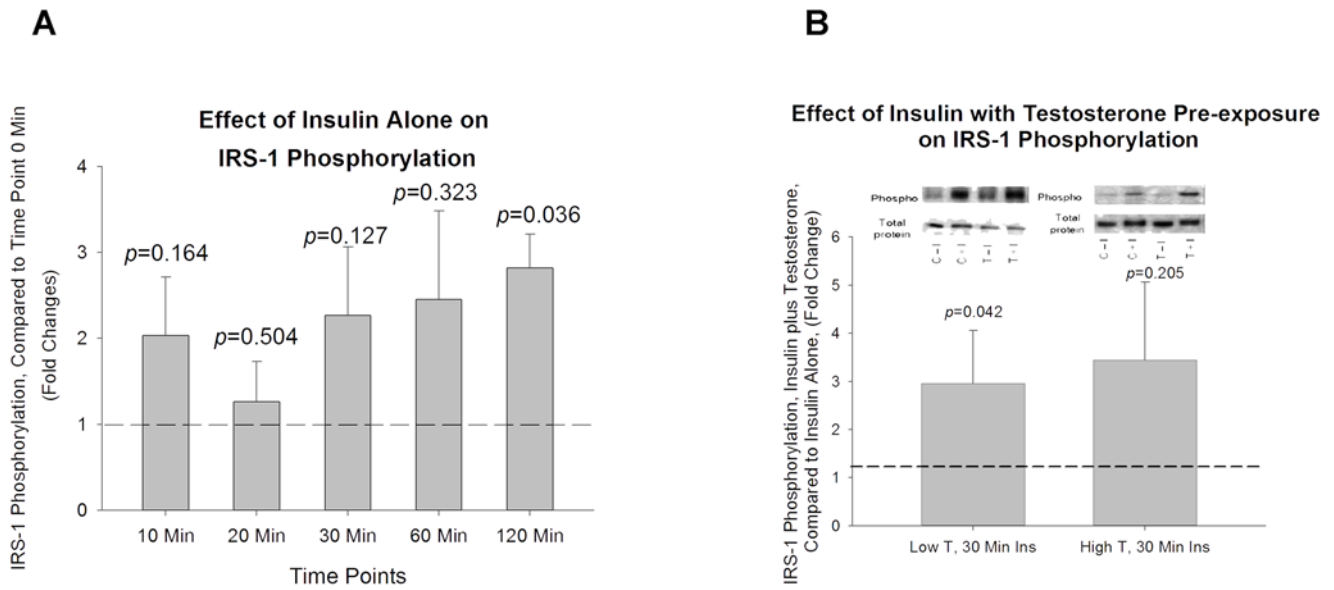 A
Effect of Insulin Alone on
IRS-1 Phosphorylation
IRS-1 Phosphorylation, Compared to Time Point 0 Min
(Fold Changes)
4
3
2
1
0
p=0.164
p=0.504
p=0.127
p=0.323
p=0.036
10 Min
20 Min
30 Min
60 Min
120 Min
Time Points
B
Effect of Insulin with Testosterone Pre-exposure
on IRS-1 Phosphorylation
IRS-1 Phosphorylation, Insulin plus Testosterone,
Compared to Insulin Alone, (Fold Change)
6
5
4
3
2
1
0
Phospho
Total
protein
C-I
C+I
T-I
T+I
Phospho
Total
protein
C-I
C+I
T-I
T+I
p=0.042
p=0.205
Low T, 30 Min Ins
High T, 30 Min Ins